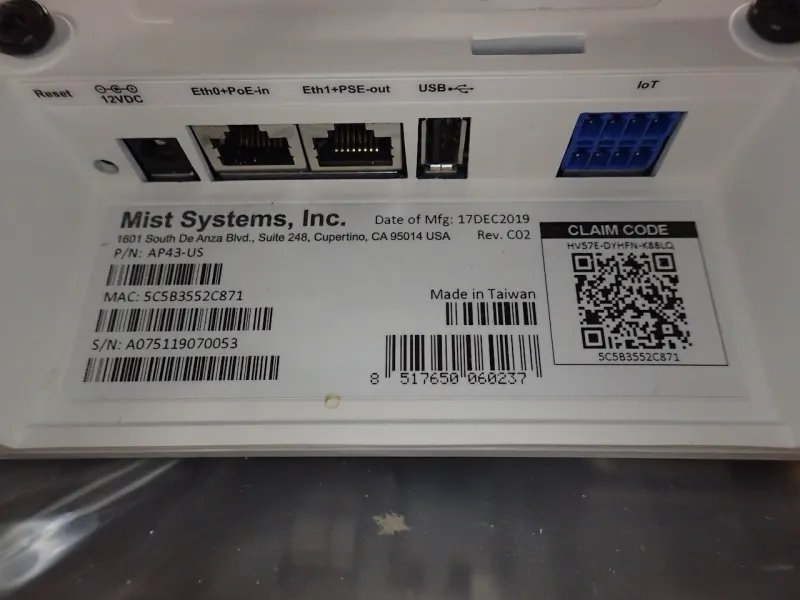 Reset
12VDC
Eth0+PoE-in
Eth1+PSE-out
USB
IoT
Mist Systems, Inc.
Date of Mfg: 17DEC2019
1601 South De Anza Blvd., Suite 248, Cupertino, CA 95014 USA
Rev. C02
P/N: AP43-US
MAC: 5C5B3552C871
Made in Taiwan
S/N: A075119070053
8 517650 060237
CLAIM CODE
HV57E-DYHFN-K88LQ
5C5B3552C871